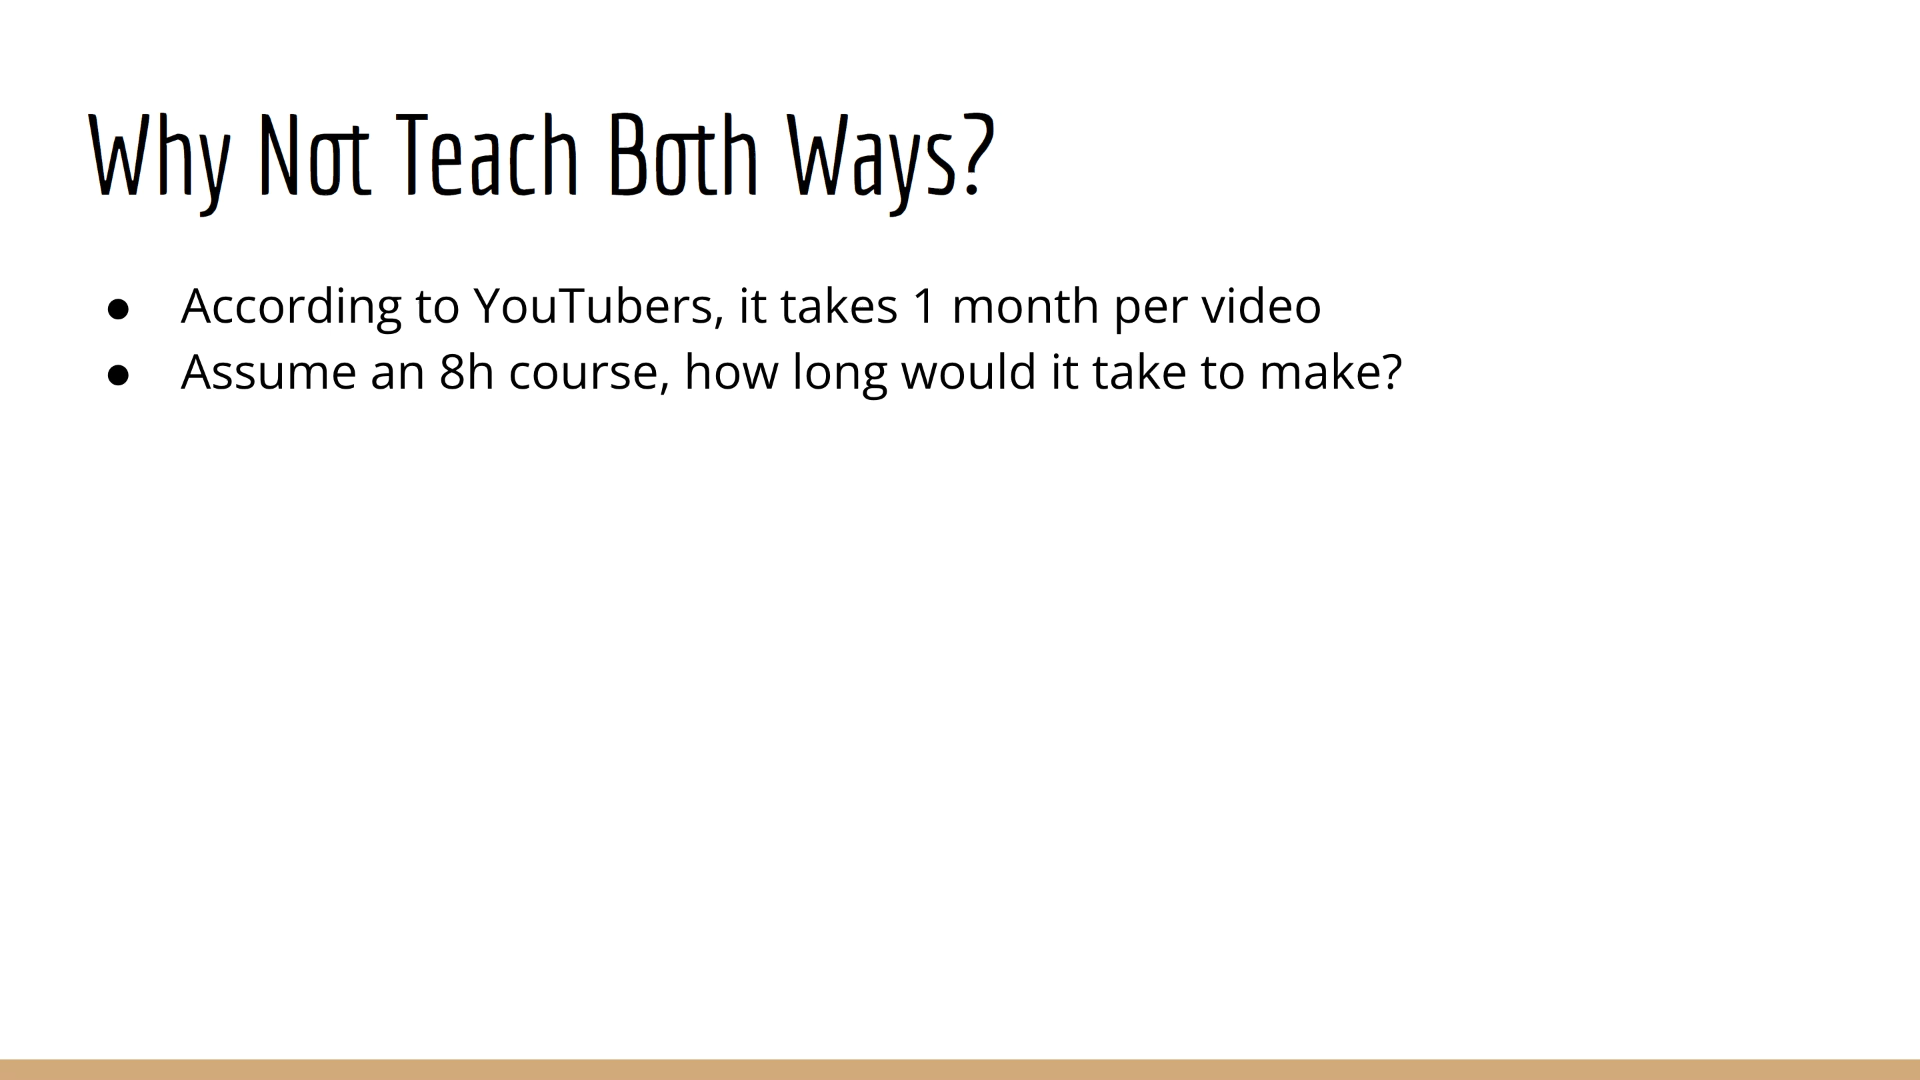 Why Not Teach Both Ways?
● According to YouTubers, it takes 1 month per video
● Assume an 8h course, how long would it take to make?